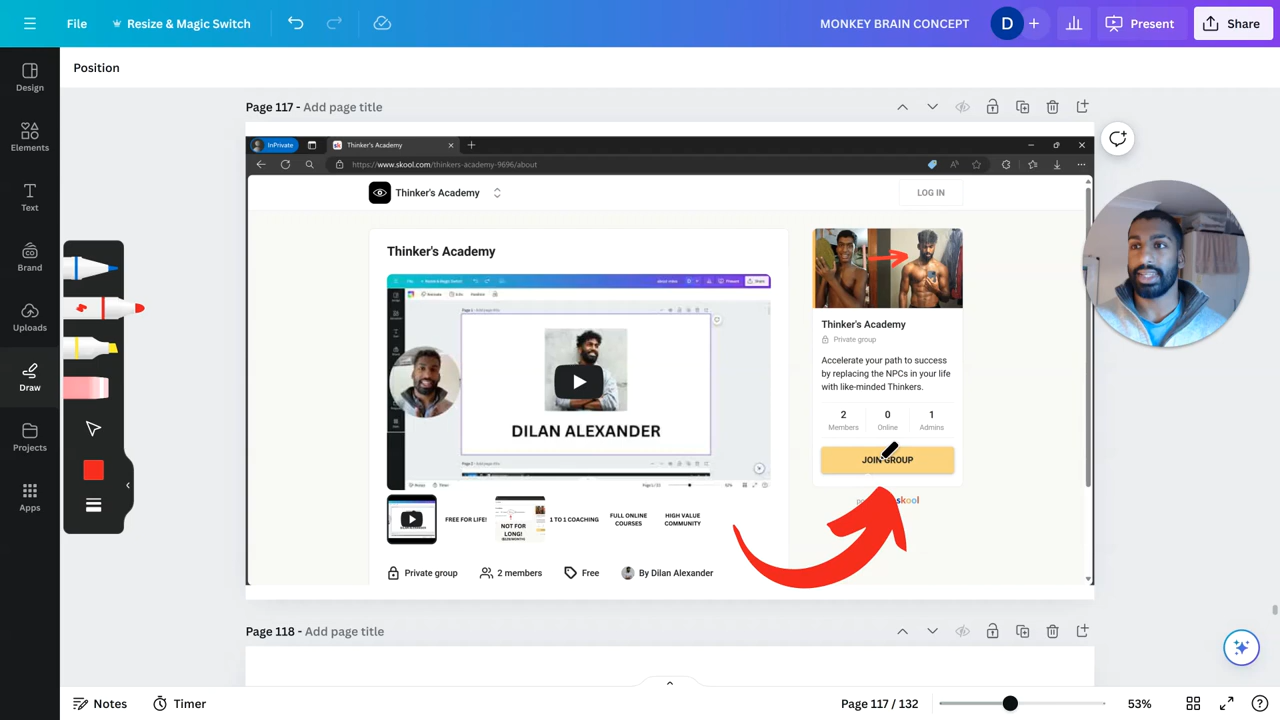 File
Resize & Magic Switch
MONKEY BRAIN CONCEPT
D
Present
Share
Position
Design
Elements
Text
Brand
Uploads
Draw
Projects
Apps
Page 117 - Add page title
InPrivate
Thinker's Academy
https://www.skool.com/thinkers-academy-9696/about
Thinker's Academy
LOG IN
Thinker's Academy
Resize & Magic Switch
Present
Share
DILAN ALEXANDER
FREE FOR LIFE!
NOT FOR
LONG!
1 TO 1 COACHING
FULL ONLINE
COURSES
HIGH VALUE
COMMUNITY
Private group
2 members
Free
By Dilan Alexander
Thinker's Academy
Private group
Accelerate your path to success
by replacing the NPCs in your life
with like-minded Thinkers.
2
Members
0
Online
1
Admins
JOIN GROUP
skool
Page 118 - Add page title
Notes
Timer
Page 117 / 132
53%